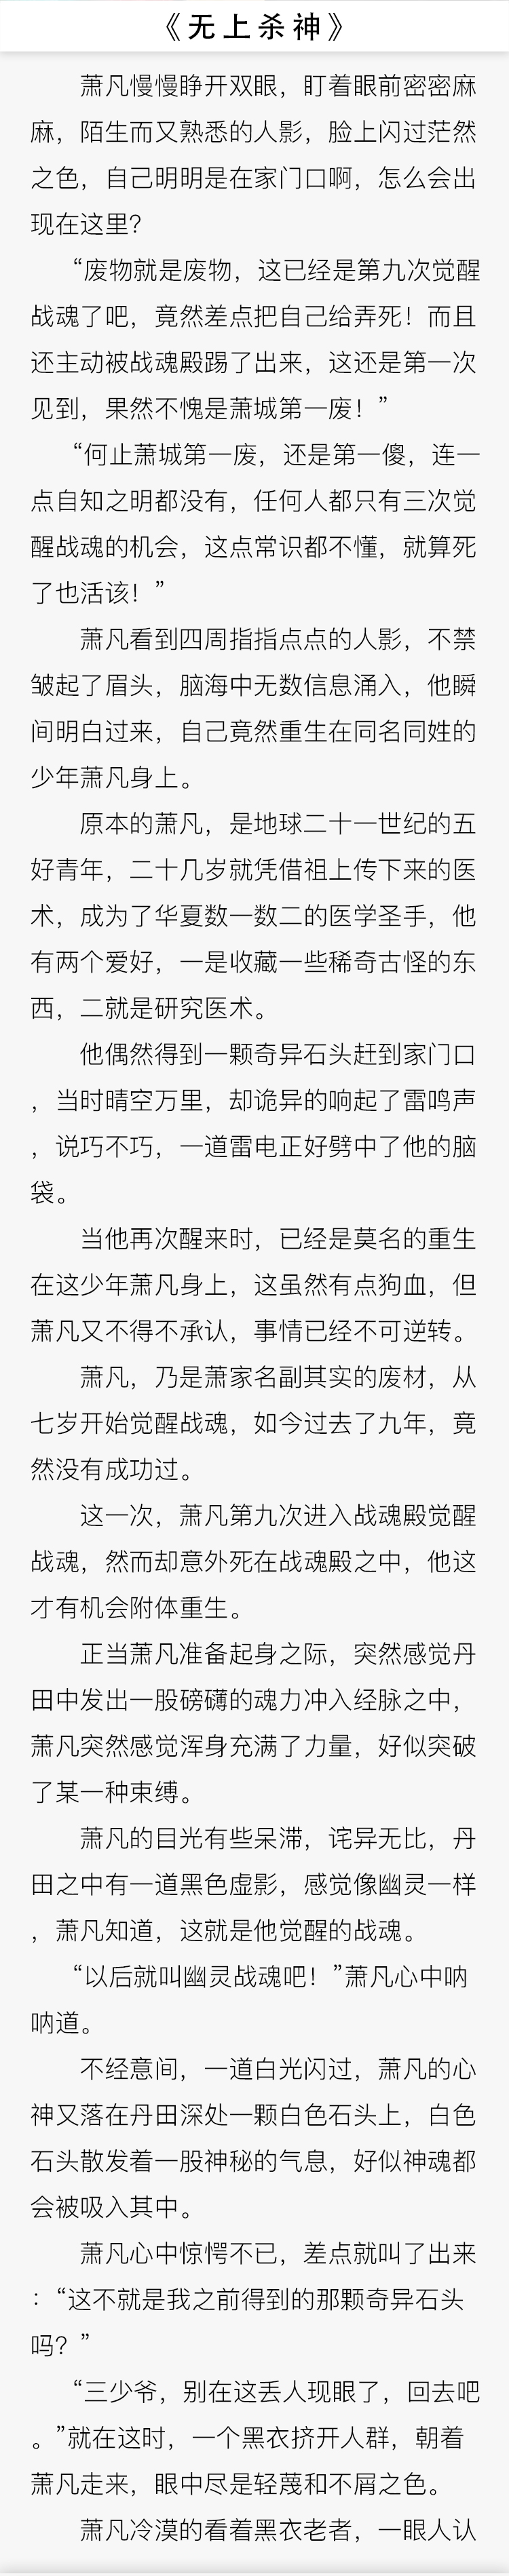 《无上杀神》
萧凡慢慢睁开双眼，盯着眼前密密麻
麻，陌生而又熟悉的人影，脸上闪过茫然
之色，自己明明是在家门口啊，怎么会出
现在这里？
“废物就是废物，这已经是第九次觉醒
战魂了吧，竟然差点把自己给弄死！而且
还主动被战魂殿踢了出来，这还是第一次
见到，果然不愧是萧城第一废！”
“何止萧城第一废，还是第一傻，连一
点自知之明都没有，任何人都只有三次觉
醒战魂的机会，这点常识都不懂，就算死
了也活该！”
萧凡看到四周指指点点的人影，不禁
皱起了眉头，脑海中无数信息涌入，他瞬
间明白过来，自己竟然重生在同名同姓的
少年萧凡身上。
原本的萧凡，是地球二十一世纪的五
好青年，二十几岁就凭借祖上传下来的医
术，成为了华夏数一数二的医学圣手，他
有两个爱好，一是收藏一些稀奇古怪的东
西，二就是研究医术。
他偶然得到一颗奇异石头赶到家门口
，当时晴空万里，却诡异的响起了雷鸣声
，说巧不巧，一道雷电正好劈中了他的脑
袋。
当他再次醒来时，已经是莫名的重生
在这少年萧凡身上，这虽然有点狗血，但
萧凡又不得不承认，事情已经不可逆转。
萧凡，乃是萧家名副其实的废材，从
七岁开始觉醒战魂，如今过去了九年，竟
然没有成功过。
这一次，萧凡第九次进入战魂殿觉醒
战魂，然而却意外死在战魂殿之中，他这
才有机会附体重生。
正当萧凡准备起身之际，突然感觉丹
田中发出一股磅礴的魂力冲入经脉之中，
萧凡突然感觉浑身充满了力量，好似突破
了某一种束缚。
萧凡的目光有些呆滞，诧异无比，丹
田之中有一道黑色虚影，感觉像幽灵一样
，萧凡知道，这就是他觉醒的战魂。
“以后就叫幽灵战魂吧！”萧凡心中呐
呐道。
不经意间，一道白光闪过，萧凡的心
神又落在丹田深处一颗白色石头上，白色
石头散发着一股神秘的气息，好似神魂都
会被吸入其中。
萧凡心中惊愕不已，差点就叫了出来
：“这不就是我之前得到的那颗奇异石头
吗？”
“三少爷，别在这丢人现眼了，回去吧
。”就在这时，一个黑衣挤开人群，朝着
萧凡走来，眼中尽是轻蔑和不屑之色。
萧凡冷漠的看着黑衣老者，一眼人认